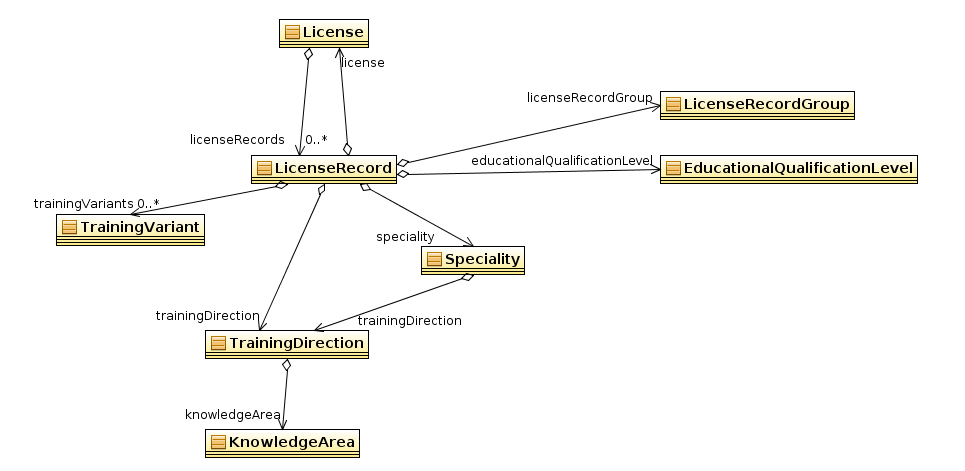 License
license
licenseRecordGroup
LicenseRecordGroup
licenseRecords 0..*
educationalQualificationLevel
LicenseRecord
EducationalQualificationLevel
trainingVariants 0..*
TrainingVariant
speciality
Speciality
trainingDirection
trainingDirection
TrainingDirection
knowledgeArea
KnowledgeArea